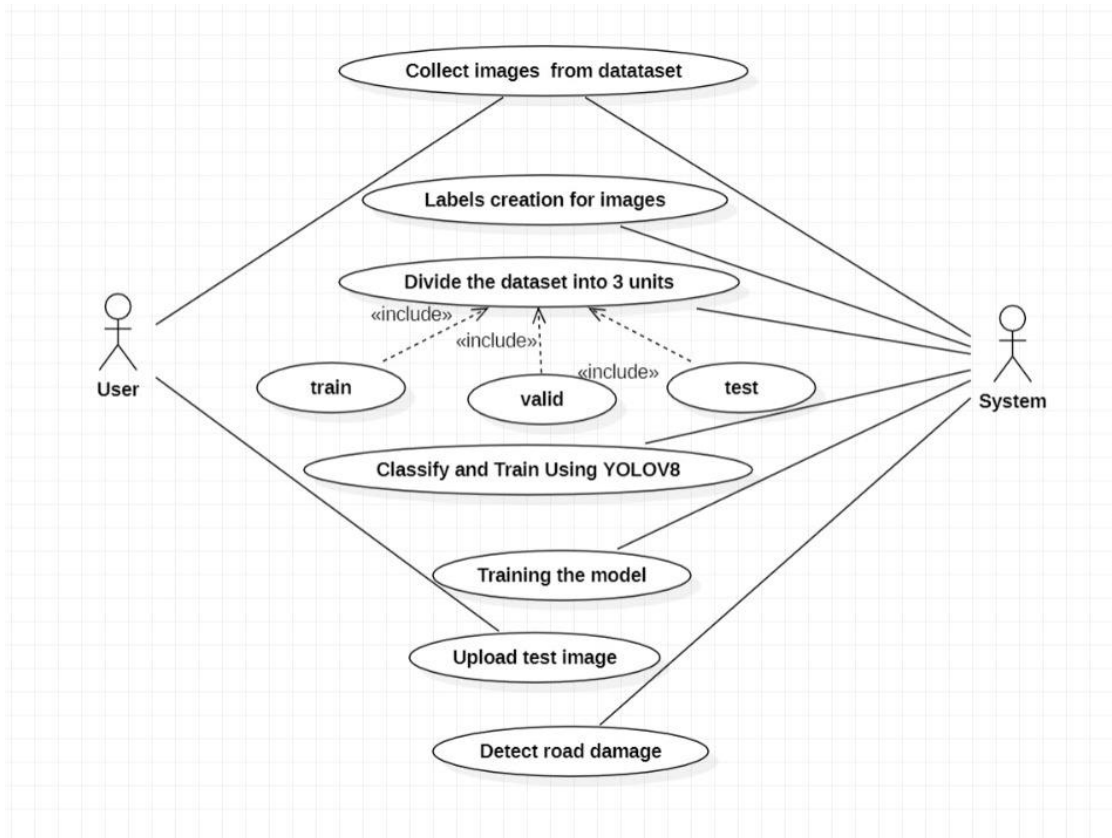 Collect images  from datataset
Labels creation for images
Divide the dataset into 3 units
«include»
«include»
«include»
train
valid
test
User
System
Classify and Train Using YOLOV8
Training the model
Upload test image
Detect road damage